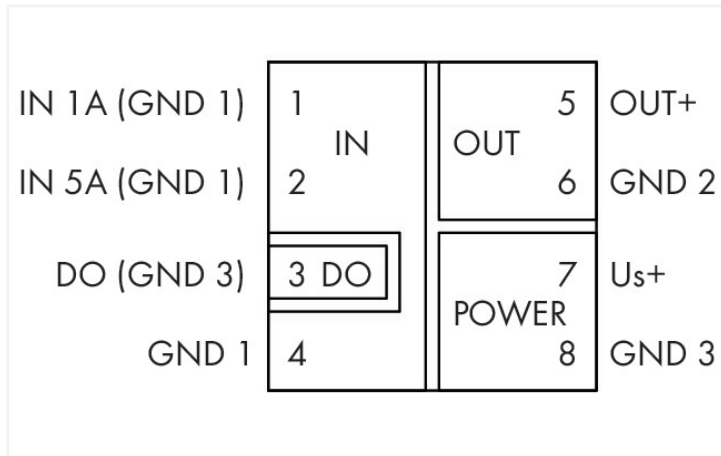 IN 1A (GND 1) 1 5 OUT+
IN OUT
IN 5A (GND 1) 2 6 GND 2
DO (GND 3) 3 DO 7 Us+
POWER
GND 1 4 8 GND 3